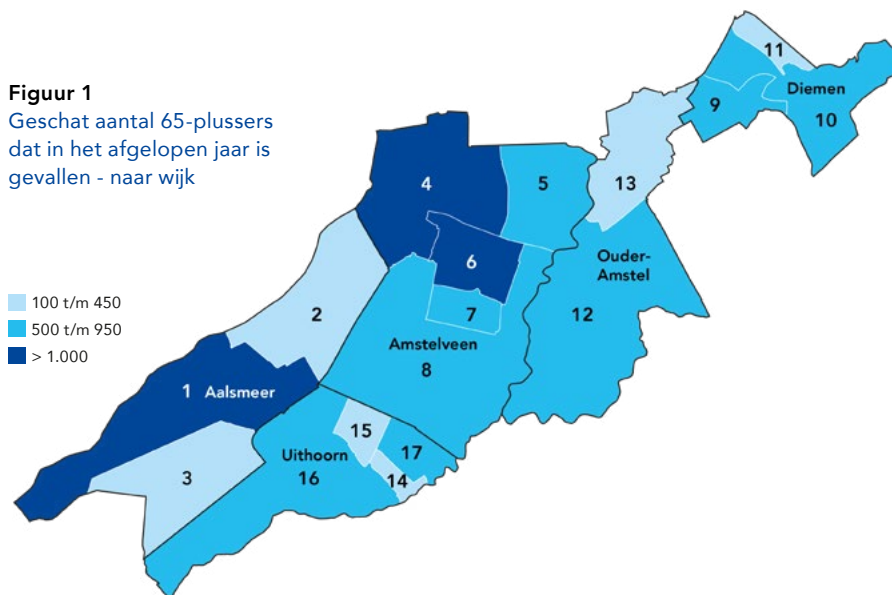 Figuur 1
Geschat aantal 65-plussers
dat in het afgelopen jaar is
gevallen - naar wijk
100 t/m 450
500 t/m 950
> 1.000
11
Diemen
9
10
13
4
5
6
Ouder-
Amstel
2
7
12
Amstelveen
8
1 Aalsmeer
15
17
Uithoorn
16
14
3